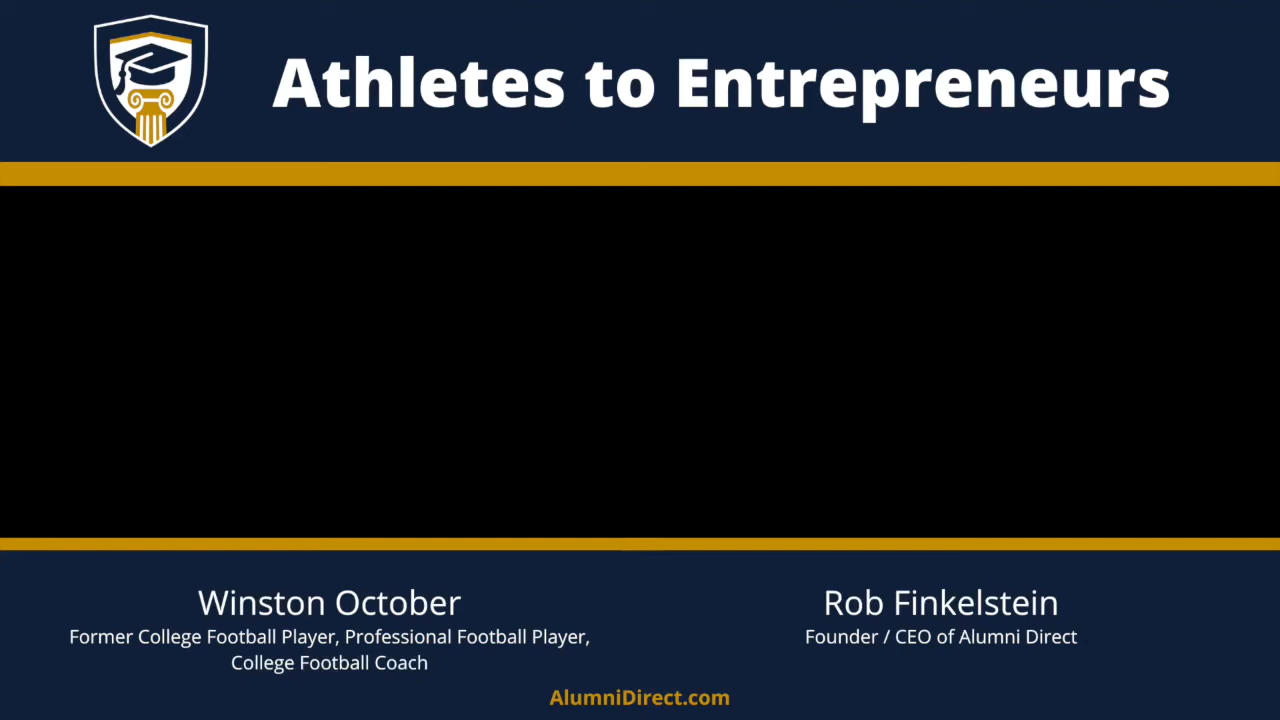 Athletes to Entrepreneurs
Winston October
Former College Football Player, Professional Football Player,
College Football Coach
Rob Finkelstein
Founder / CEO of Alumni Direct
AlumniDirect.com